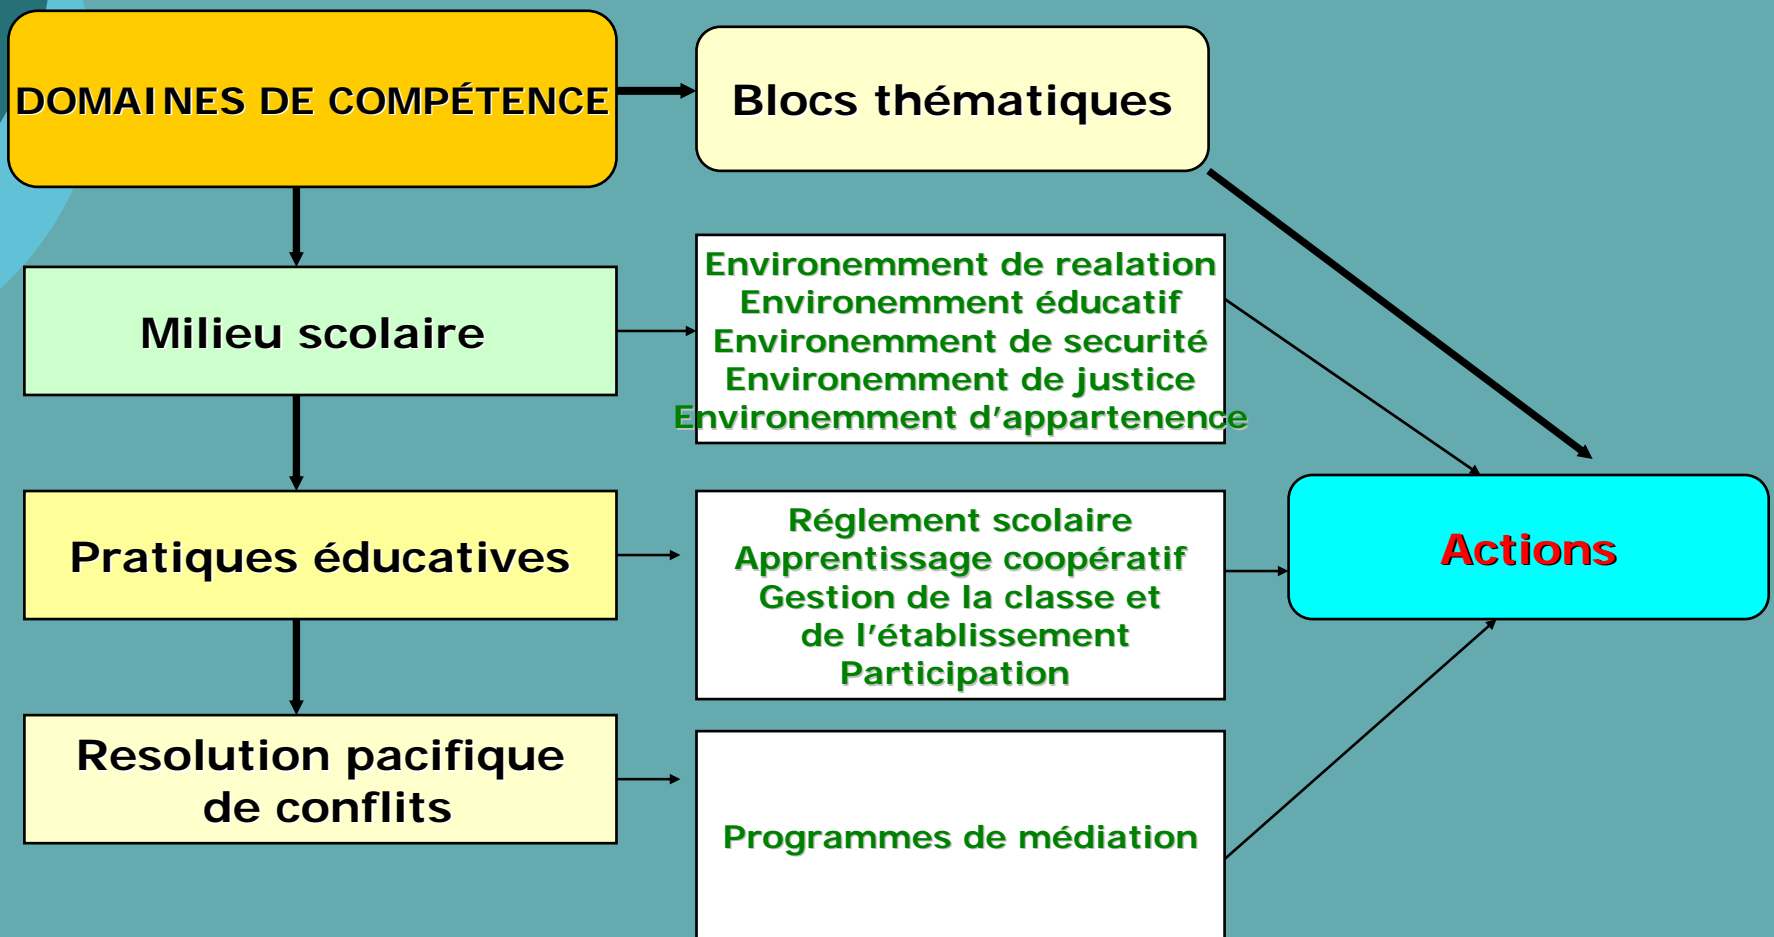 DOMAINES DE COMPÉTENCE
Blocs thématiques
Milieu scolaire
Environemment de realation
Environemment éducatif
Environemment de securité
Environemment de justice
Environemment d'appartenence
Pratiques éducatives
Réglement scolaire
Apprentissage coopératif
Gestion de la classe et
de l'établissement
Participation
Actions
Resolution pacifique
de conflits
Programmes de médiation